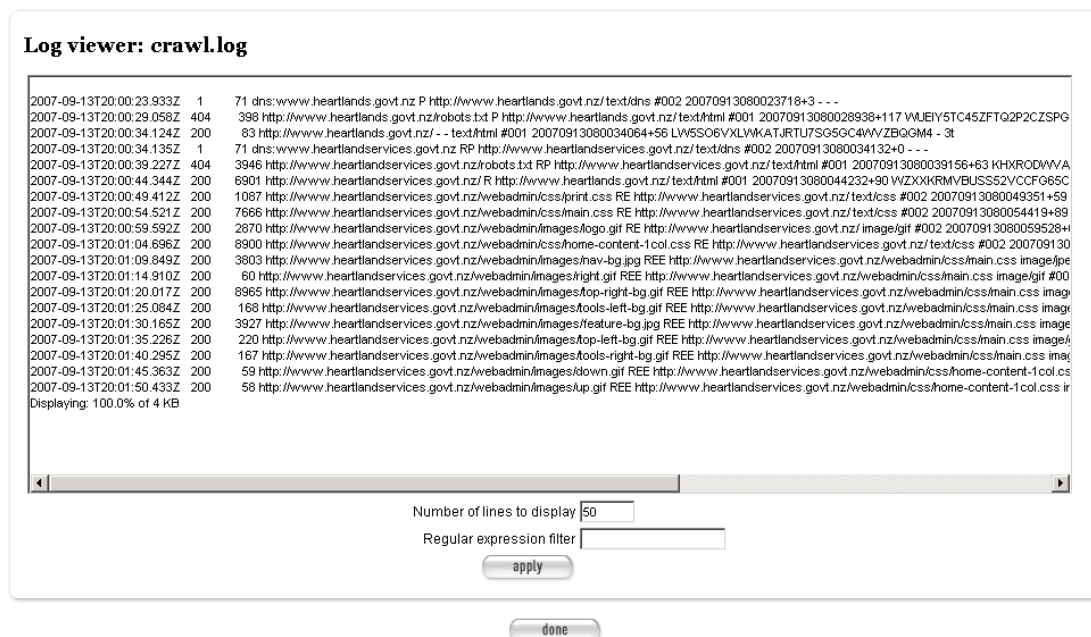 Log viewer: crawl.log
2007-09-13T20:00:23.933Z 1 71 dns:www.heartlands.govt.nz P http://www.heartlands.govt.nz/ text/dns #002 20070913080023718+3 - - -
2007-09-13T20:00:29.058Z 404 398 http://www.heartlands.govt.nz/robots.txt P http://www.heartlands.govt.nz/ text/html #001 20070913080028938+117 WUEIY5TC45ZFTQ2P2CZSPG
2007-09-13T20:00:34.124Z 200 83 http://www.heartlands.govt.nz/ - - text/html #001 20070913080034064+56 LW5SO6VXLWKATJRTU7SG5GC4WVZBQGM4 - 3t
2007-09-13T20:00:34.135Z 1 71 dns:www.heartlandservices.govt.nz RP http://www.heartlands.govt.nz/ text/dns #002 20070913080034132+0 - - -
2007-09-13T20:00:39.227Z 404 3946 http://www.heartlandservices.govt.nz/robots.txt RP http://www.heartlandservices.govt.nz/ text/html #001 20070913080039156+63 KHXRODWVA
2007-09-13T20:00:44.344Z 200 6901 http://www.heartlandservices.govt.nz/ R http://www.heartlands.govt.nz/ text/html #001 20070913080044232+90 WZXXKRMVBUSS52VCCFG65C
2007-09-13T20:00:49.412Z 200 1087 http://www.heartlandservices.govt.nz/webadmin/css/print.css RE http://www.heartlandservices.govt.nz/ text/css #002 20070913080049351+59
2007-09-13T20:00:54.521Z 200 7666 http://www.heartlandservices.govt.nz/webadmin/css/main.css RE http://www.heartlandservices.govt.nz/ text/css #002 20070913080054419+89
2007-09-13T20:00:59.592Z 200 2870 http://www.heartlandservices.govt.nz/webadmin/images/logo.gif RE http://www.heartlandservices.govt.nz/ image/gif #002 20070913080059528+
2007-09-13T20:01:04.696Z 200 8900 http://www.heartlandservices.govt.nz/webadmin/css/home-content-1col.css RE http://www.heartlandservices.govt.nz/ text/css #002 200709130
2007-09-13T20:01:09.849Z 200 3803 http://www.heartlandservices.govt.nz/webadmin/images/nav-bg.jpg REE http://www.heartlandservices.govt.nz/webadmin/css/main.css image/jpe
2007-09-13T20:01:14.910Z 200 60 http://www.heartlandservices.govt.nz/webadmin/images/right.gif REE http://www.heartlandservices.govt.nz/webadmin/css/main.css image/gif #00
2007-09-13T20:01:20.017Z 200 8965 http://www.heartlandservices.govt.nz/webadmin/images/top-right-bg.gif REE http://www.heartlandservices.govt.nz/webadmin/css/main.css imag
2007-09-13T20:01:25.084Z 200 168 http://www.heartlandservices.govt.nz/webadmin/images/tools-left-bg.gif REE http://www.heartlandservices.govt.nz/webadmin/css/main.css image
2007-09-13T20:01:30.165Z 200 3927 http://www.heartlandservices.govt.nz/webadmin/images/feature-bg.jpg REE http://www.heartlandservices.govt.nz/webadmin/css/main.css image
2007-09-13T20:01:35.226Z 200 220 http://www.heartlandservices.govt.nz/webadmin/images/top-left-bg.gif REE http://www.heartlandservices.govt.nz/webadmin/css/main.css image/
2007-09-13T20:01:40.295Z 200 167 http://www.heartlandservices.govt.nz/webadmin/images/tools-right-bg.gif REE http://www.heartlandservices.govt.nz/webadmin/css/main.css imag
2007-09-13T20:01:45.363Z 200 59 http://www.heartlandservices.govt.nz/webadmin/images/down.gif REE http://www.heartlandservices.govt.nz/webadmin/css/home-content-1col.cs
2007-09-13T20:01:50.433Z 200 58 http://www.heartlandservices.govt.nz/webadmin/images/up.gif REE http://www.heartlandservices.govt.nz/webadmin/css/home-content-1col.css i
Displaying: 100.0% of 4 KB
Number of lines to display 50
Regular expression filter
apply
done